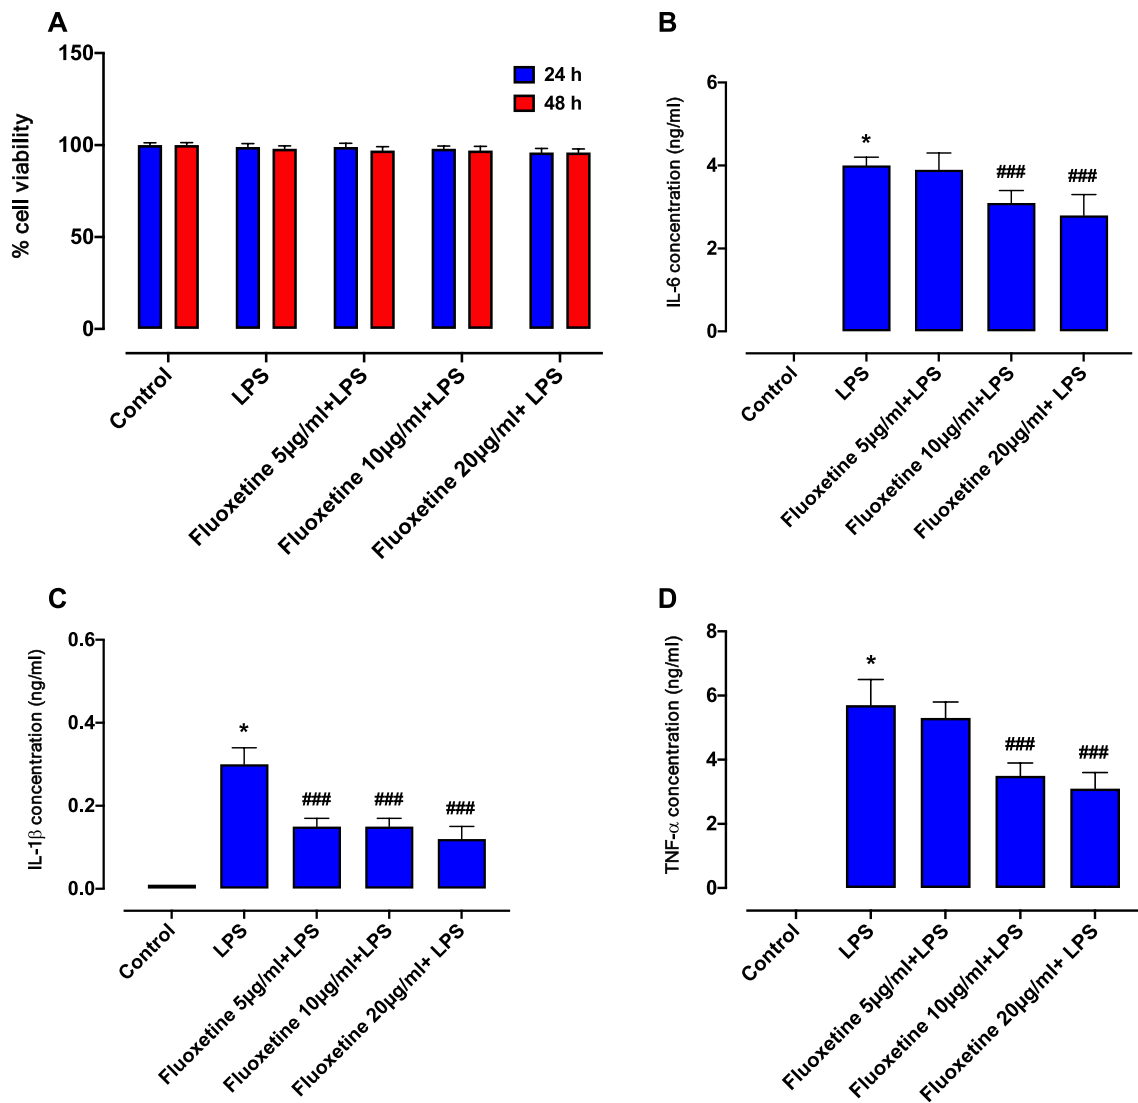 A
% cell viability
150
100
50
0
24 h
48 h
Control
LPS
Fluoxetine 5µg/ml+LPS
Fluoxetine 10µg/ml+LPS
Fluoxetine 20µg/ml+ LPS
B
IL-6 concentration (ng/ml)
6
4
2
0
*
###
###
Control
LPS
Fluoxetine 5µg/ml+LPS
Fluoxetine 10µg/ml+LPS
Fluoxetine 20µg/ml+ LPS
C
IL-1β concentration (ng/ml)
0.6
0.4
0.2
0.0
*
###
###
###
Control
LPS
Fluoxetine 5µg/ml+LPS
Fluoxetine 10µg/ml+LPS
Fluoxetine 20µg/ml+ LPS
D
TNF-α concentration (ng/ml)
8
6
4
2
0
*
###
###
Control
LPS
Fluoxetine 5µg/ml+LPS
Fluoxetine 10µg/ml+LPS
Fluoxetine 20µg/ml+ LPS